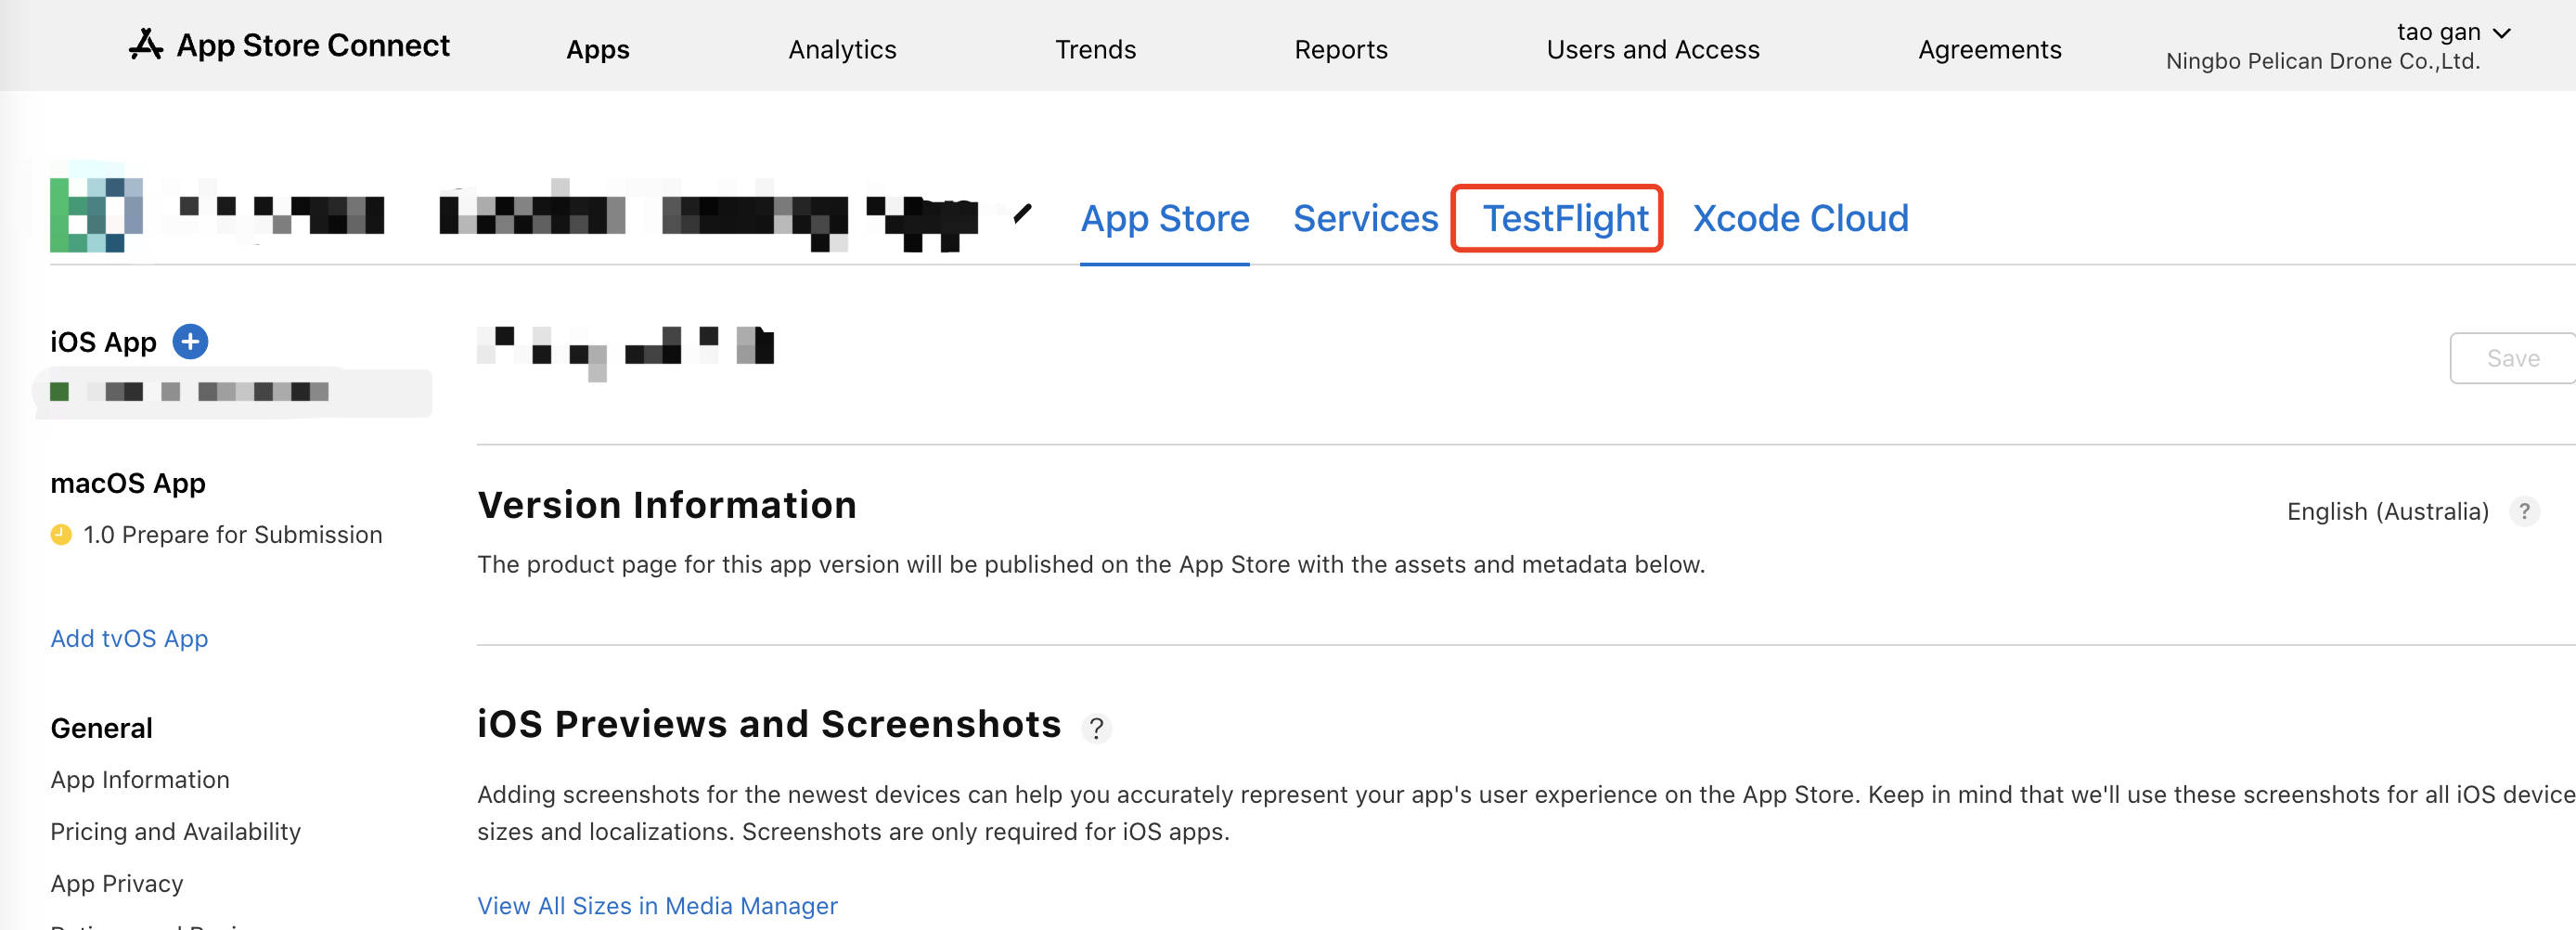 App Store Connect
Apps
Analytics
Trends
Reports
Users and Access
Agreements
tao gan
Ningbo Pelican Drone Co.,Ltd.
App Store
Services
TestFlight
Xcode Cloud
iOS App
Save
macOS App
1.0 Prepare for Submission
Add tvOS App
General
App Information
Pricing and Availability
App Privacy
Version Information
English (Australia) ?
The product page for this app version will be published on the App Store with the assets and metadata below.
iOS Previews and Screenshots ?
Adding screenshots for the newest devices can help you accurately represent your app's user experience on the App Store. Keep in mind that we'll use these screenshots for all iOS device
sizes and localizations. Screenshots are only required for iOS apps.
View All Sizes in Media Manager